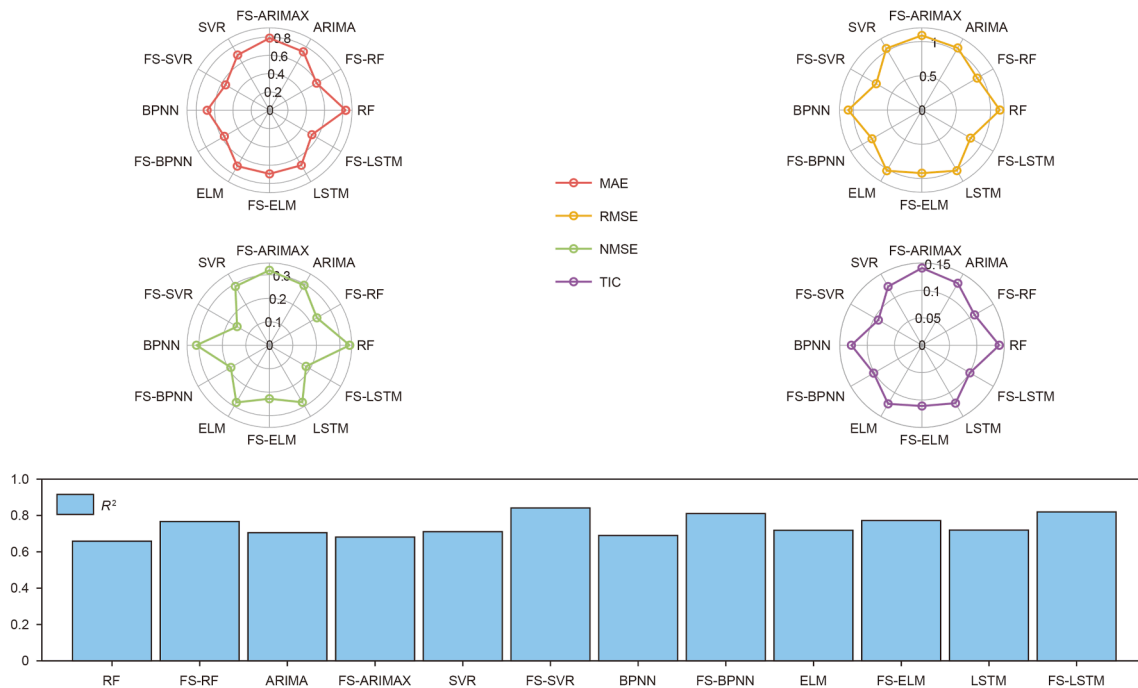 FS-ARIMAX
SVR
ARIMA
FS-SVR
FS-RF
BPNN
RF
FS-BPNN
FS-LSTM
ELM
LSTM
FS-ELM
0.8
0.6
0.4
0.2
0
FS-ARIMAX
SVR
ARIMA
FS-SVR
FS-RF
BPNN
RF
FS-BPNN
FS-LSTM
ELM
LSTM
FS-ELM
1
0.5
0
MAE
RMSE
NMSE
TIC
FS-ARIMAX
SVR
ARIMA
FS-SVR
FS-RF
BPNN
RF
FS-BPNN
FS-LSTM
ELM
LSTM
FS-ELM
0.3
0.2
0.1
0
FS-ARIMAX
SVR
ARIMA
FS-SVR
FS-RF
BPNN
RF
FS-BPNN
FS-LSTM
ELM
LSTM
FS-ELM
0.15
0.1
0.05
0
1.0
0.8
0.6
0.4
0.2
0
R²
RF FS-RF ARIMA FS-ARIMAX SVR FS-SVR BPNN FS-BPNN ELM FS-ELM LSTM FS-LSTM